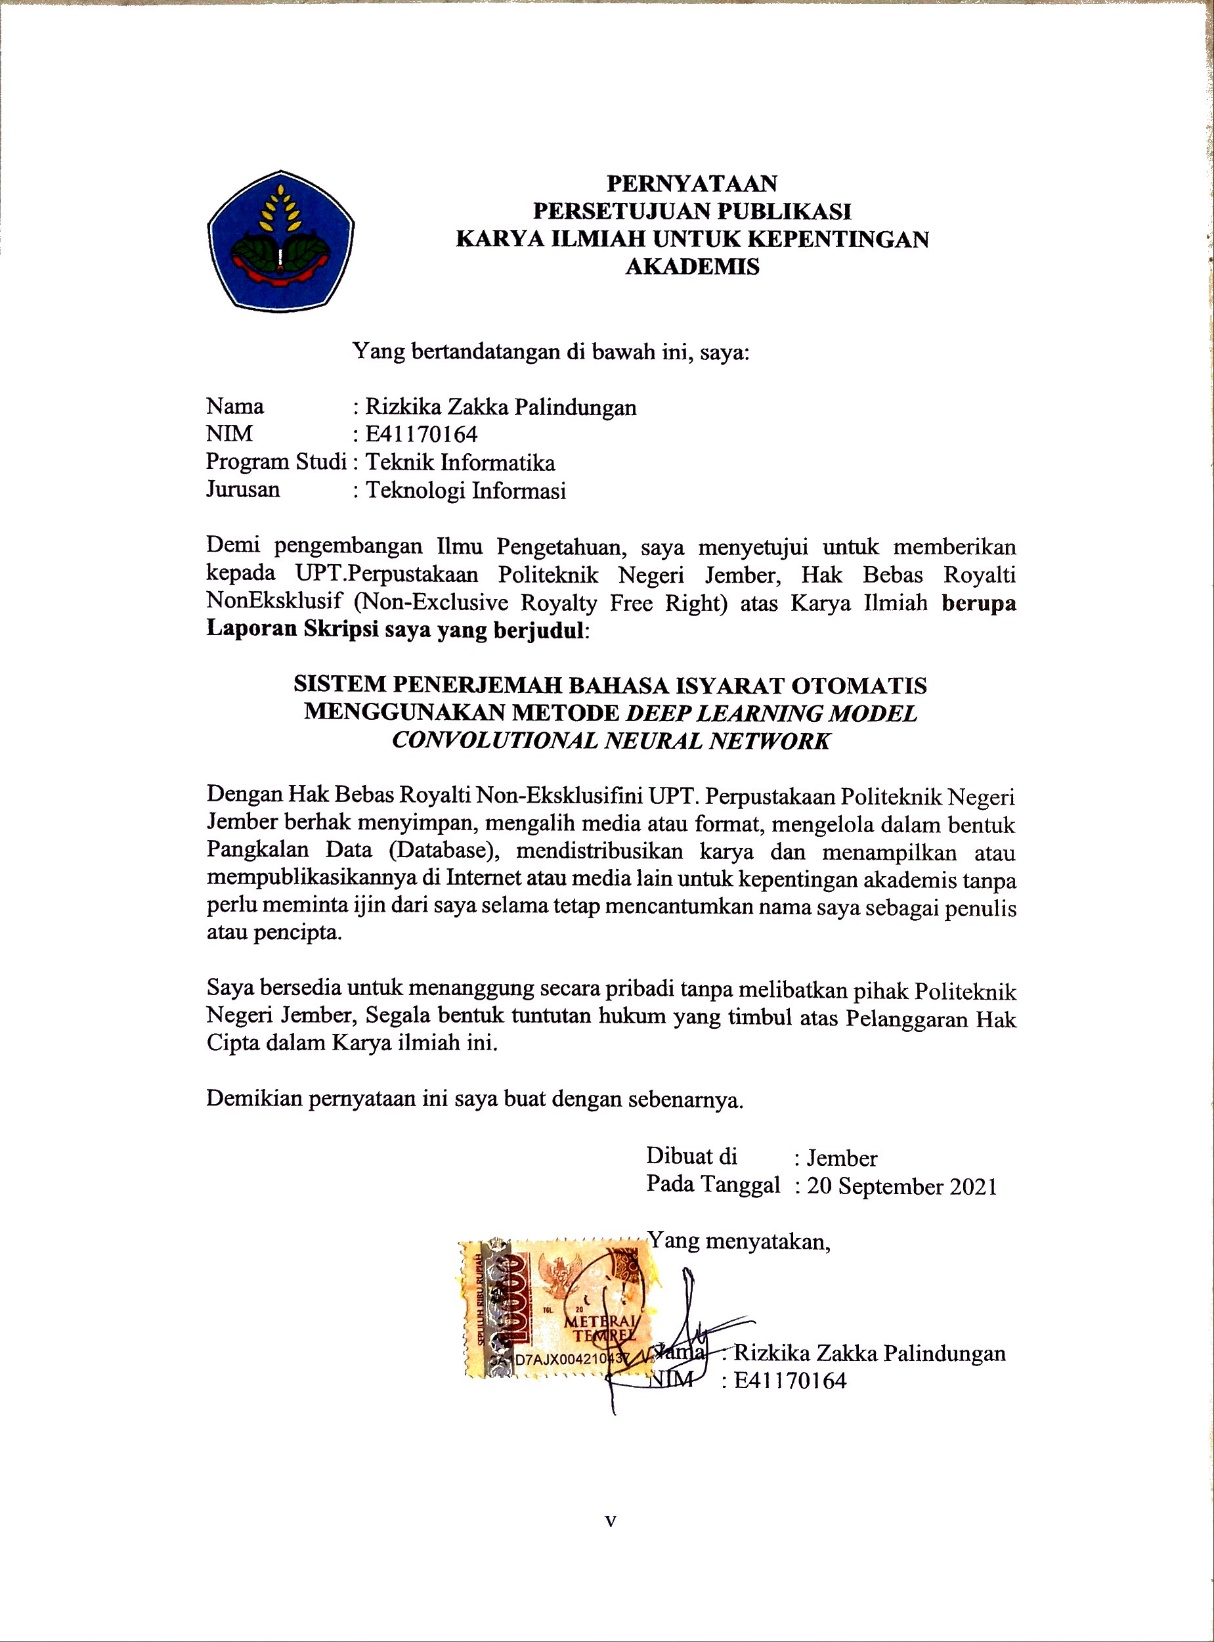 PERNYATAAN
PERSETUJUAN PUBLIKASI
KARYA ILMIAH UNTUK KEPENTINGAN
AKADEMIS
Yang bertandatangan di bawah ini, saya:
Nama : Rizkika Zakka Palindungan
NIM : E41170164
Program Studi : Teknik Informatika
Jurusan : Teknologi Informasi
Demi pengembangan Ilmu Pengetahuan, saya menyetujui untuk memberikan
kepada UPT.Perpustakaan Politeknik Negeri Jember, Hak Bebas Royalti
NonEksklusif (Non-Exclusive Royalty Free Right) atas Karya Ilmiah berupa
Laporan Skripsi saya yang berjudul:
SISTEM PENERJEMAH BAHASA ISYARAT OTOMATIS
MENGGUNAKAN METODE DEEP LEARNING MODEL
CONVOLUTIONAL NEURAL NETWORK
Dengan Hak Bebas Royalti Non-Eksklusifini UPT. Perpustakaan Politeknik Negeri
Jember berhak menyimpan, mengalih media atau format, mengelola dalam bentuk
Pangkalan Data (Database), mendistribusikan karya dan menampilkan atau
mempublikasikannya di Internet atau media lain untuk kepentingan akademis tanpa
perlu meminta ijin dari saya selama tetap mencantumkan nama saya sebagai penulis
atau pencipta.
Saya bersedia untuk menanggung secara pribadi tanpa melibatkan pihak Politeknik
Negeri Jember, Segala bentuk tuntutan hukum yang timbul atas Pelanggaran Hak
Cipta dalam Karya ilmiah ini.
Demikian pernyataan ini saya buat dengan sebenarnya.
Dibuat di : Jember
Pada Tanggal : 20 September 2021
Yang menyatakan,
SEPULUH RIBU RUPIAH
10000
TGL. 20
METERAI
TEMPEL
Nama : Rizkika Zakka Palindungan
NIM : E41170164
v